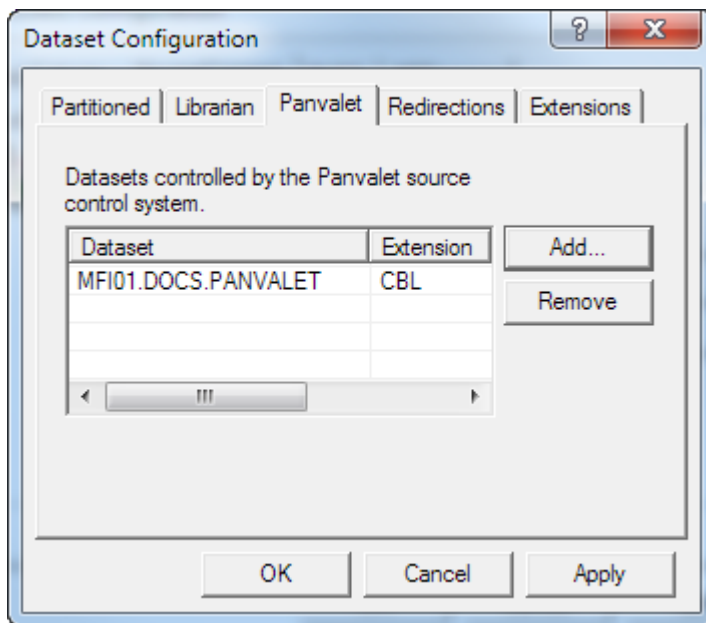 Dataset Configuration
?
Partitioned Librarian Panvalet Redirections Extensions
Datasets controlled by the Panvalet source
control system.
Dataset Extension Add...
MFI01.DOCS.PANVALET CBL
Remove
OK Cancel Apply